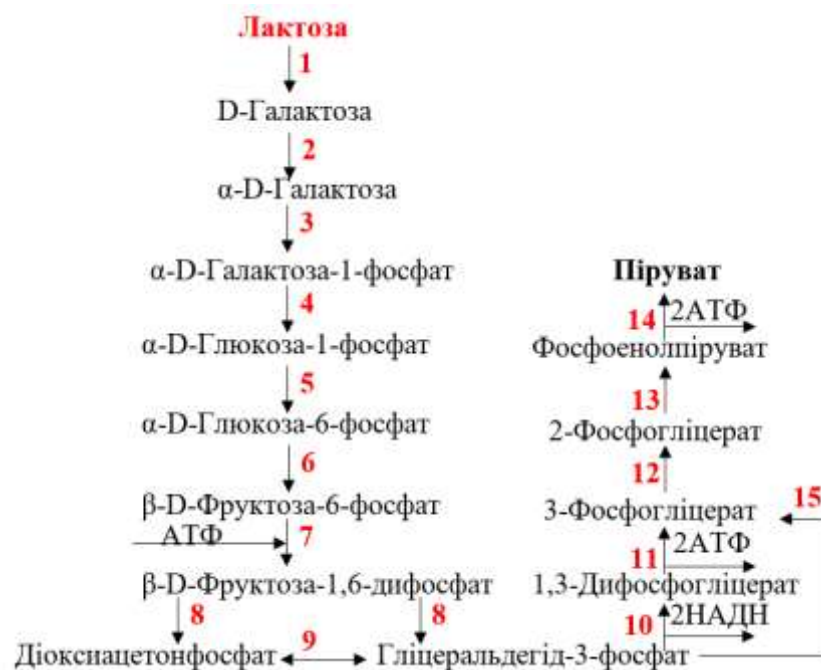 Лактоза
1
D-Галактоза
2
α-D-Галактоза
3
α-D-Галактоза-1-фосфат
4
α-D-Глюкоза-1-фосфат
5
α-D-Глюкоза-6-фосфат
6
β-D-Фруктоза-6-фосфат
АТФ 7
β-D-Фруктоза-1,6-дифосфат
8 8
Діоксиацетонфосфат 9 Гліцеральдегід-3-фосфат
10 2НАДН
1,3-Дифосфогліцерат
11 2АТФ
3-Фосфогліцерат 15
12
2-Фосфогліцерат
13
Фосфоенолпіруват
14 2АТФ
Піруват